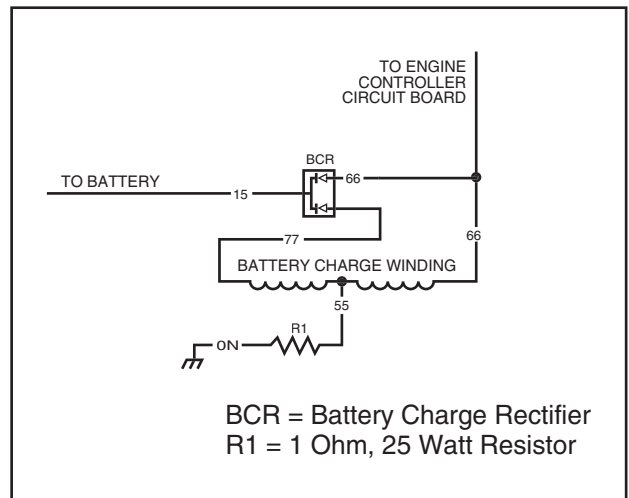 TO ENGINE
CONTROLLER
CIRCUIT BOARD
BCR
66
TO BATTERY
15
66
77
BATTERY CHARGE WINDING
55
R1
0N
BCR = Battery Charge Rectifier
R1 = 1 Ohm, 25 Watt Resistor